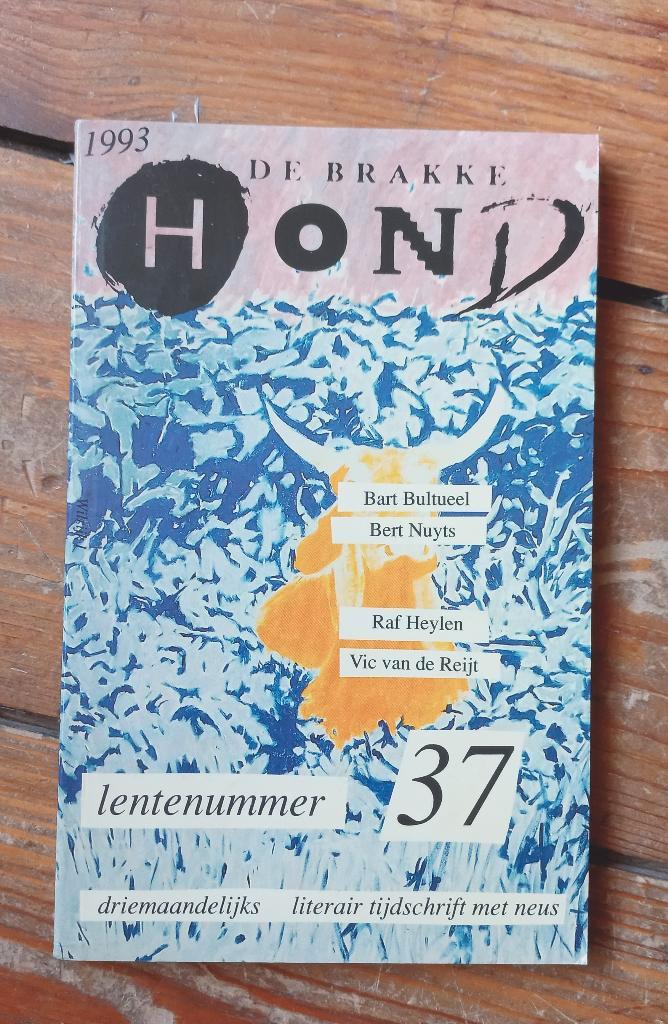 1993
DE BRAKKE
HOND
Bart Bultueel
Bert Nuyts
Raf Heylen
Vic van de Reijt
37
lentenummer
driemaandelijks literair tijdschrift met neus